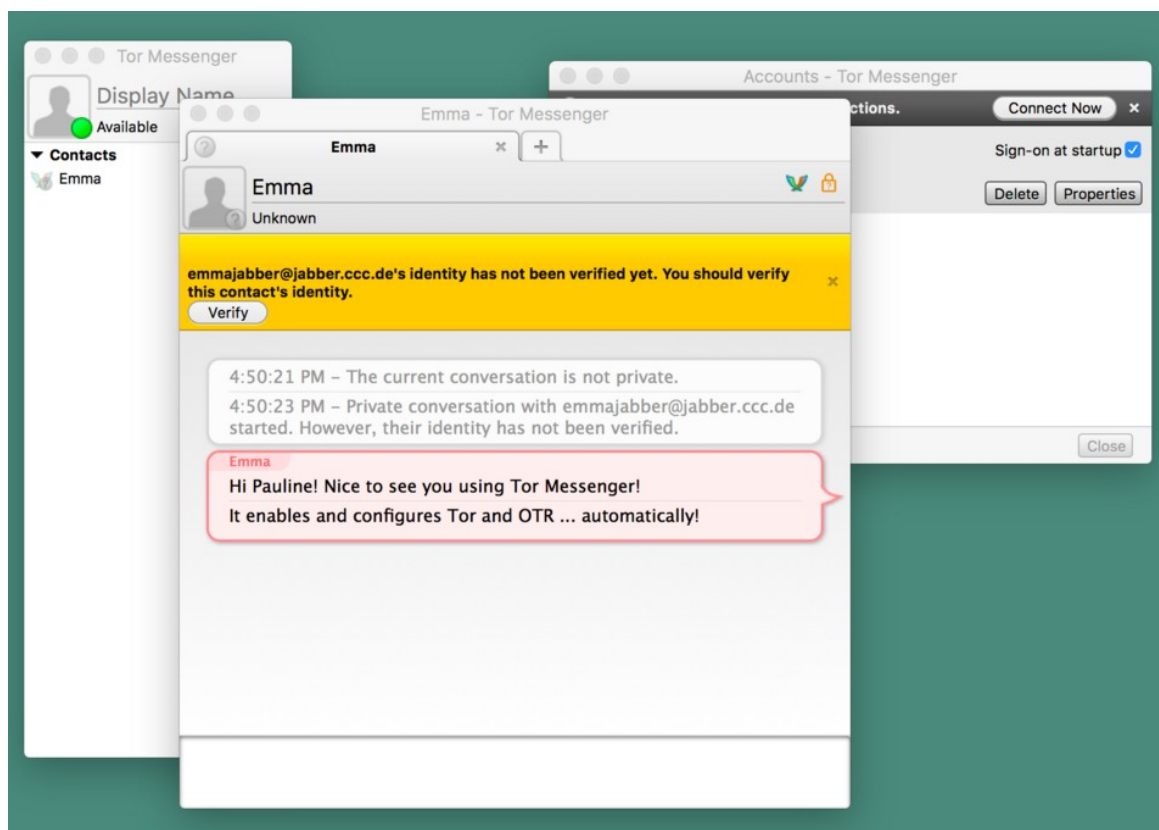 Tor Messenger
Display Name
Available
Contacts
Emma
Accounts - Tor Messenger
ctions.
Connect Now
Sign-on at startup
Delete
Properties
Close
Emma - Tor Messenger
Emma
Emma
Unknown
emmajabber@jabber.ccc.de's identity has not been verified yet. You should verify
this contact's identity.
Verify
4:50:21 PM – The current conversation is not private.
4:50:23 PM – Private conversation with emmajabber@jabber.ccc.de
started. However, their identity has not been verified.
Emma
Hi Pauline! Nice to see you using Tor Messenger!
It enables and configures Tor and OTR ... automatically!